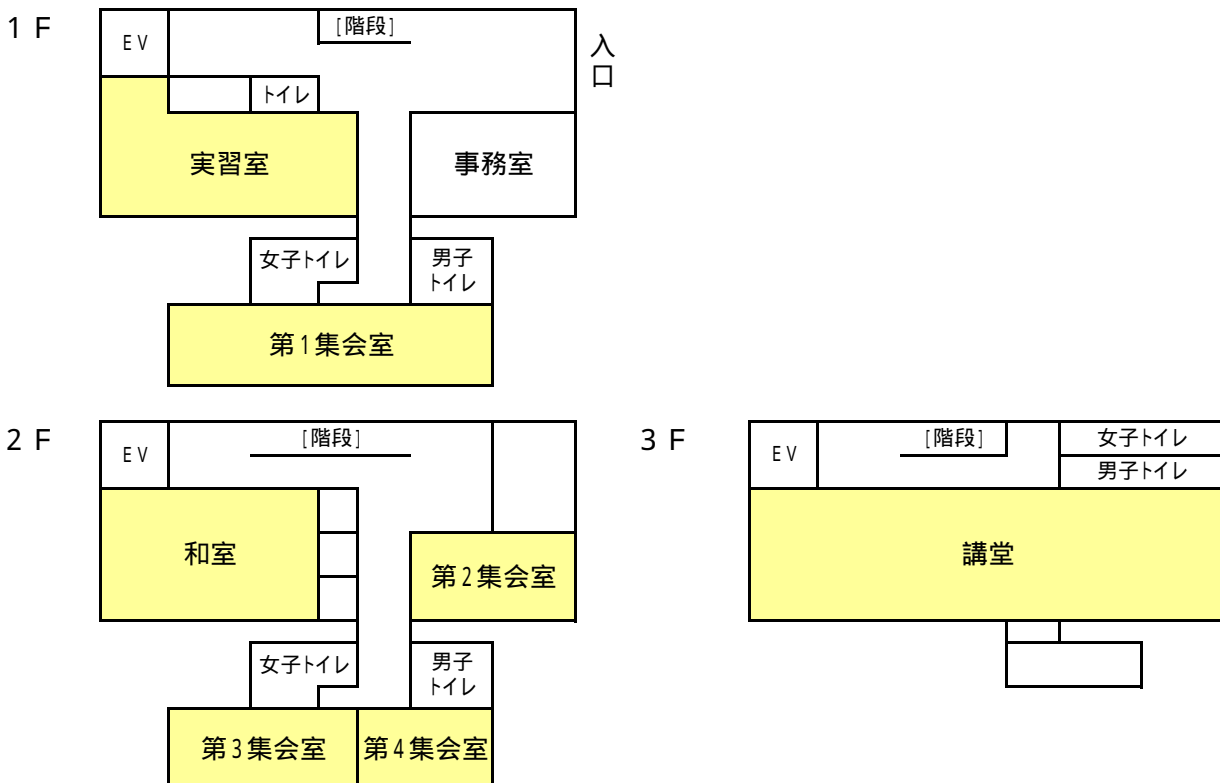 1F
EV
[階段]
入口
トイレ
実習室
事務室
女子トイレ
男子
トイレ
第1集会室
2F
EV
[階段]
和室
第2集会室
女子トイレ
男子
トイレ
第3集会室
第4集会室
3F
EV
[階段]
女子トイレ
男子トイレ
講堂